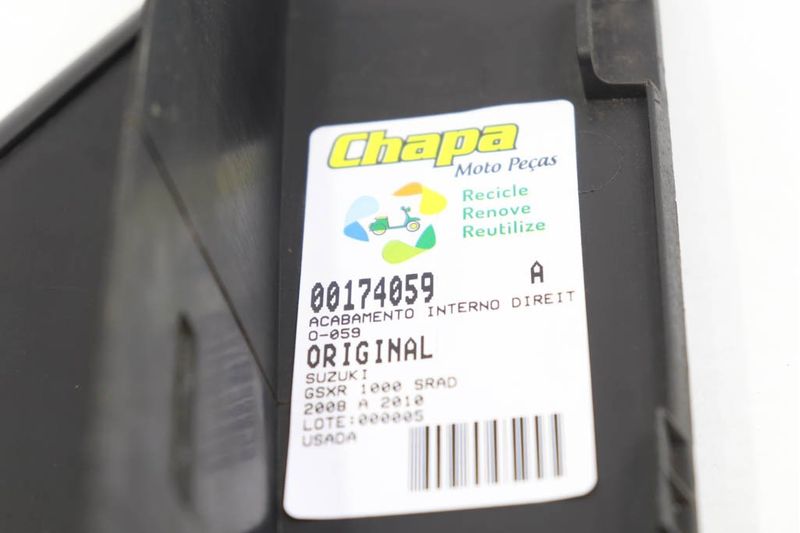 Chapa
Moto Peças
Recicle
Renove
Reutilize
00174059 A
ACABAMENTO INTERNO DIREIT
O-059
ORIGINAL
SUZUKI
GSXR 1000 SRAD
2008 A 2010
LOTE:000005
USADA